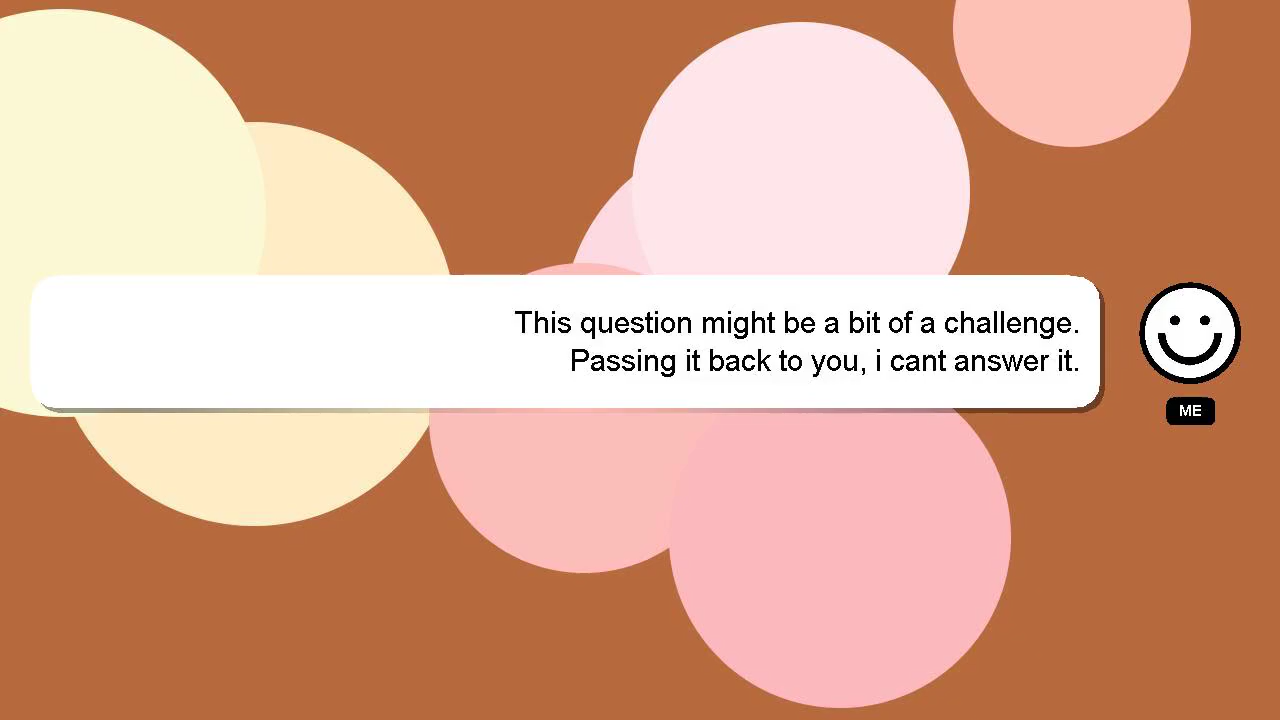 This question might be a bit of a challenge.
Passing it back to you, i cant answer it.
ME